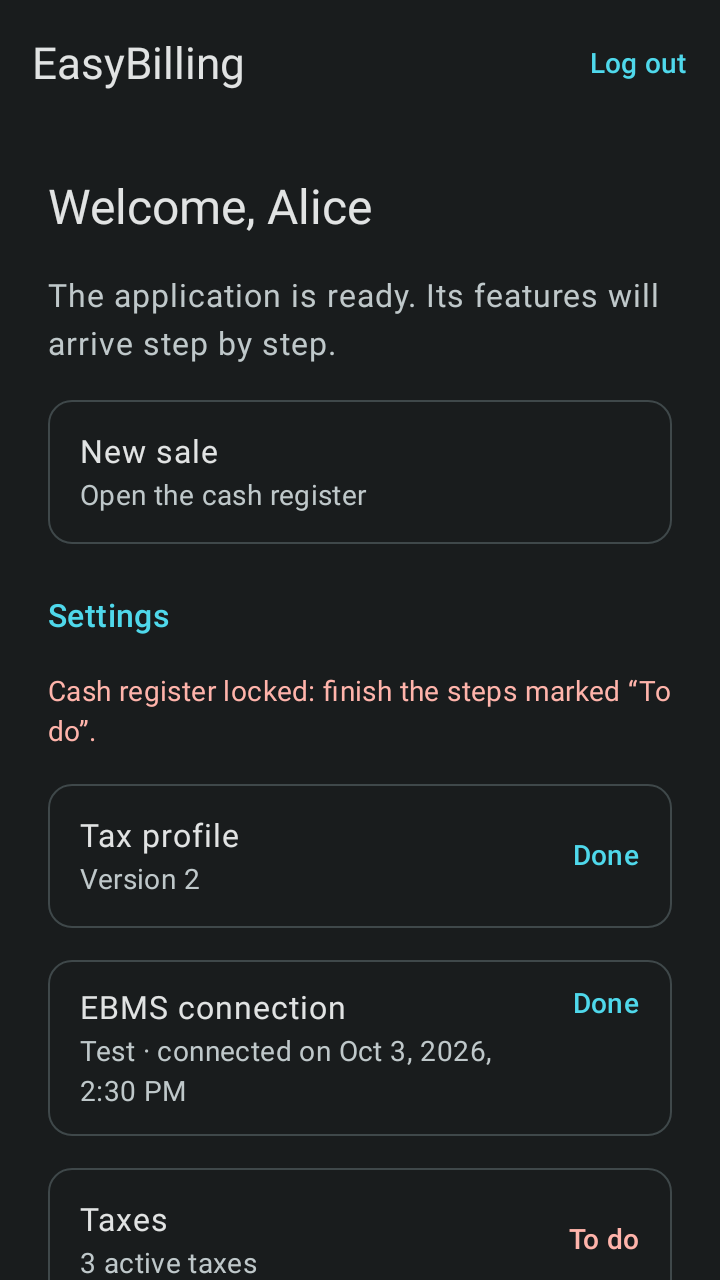 EasyBilling
Log out
Welcome, Alice
The application is ready. Its features will
arrive step by step.
New sale
Open the cash register
Settings
Cash register locked: finish the steps marked “To
do”.
Tax profile
Version 2
Done
EBMS connection
Test · connected on Oct 3, 2026,
2:30 PM
Done
Taxes
3 active taxes
To do